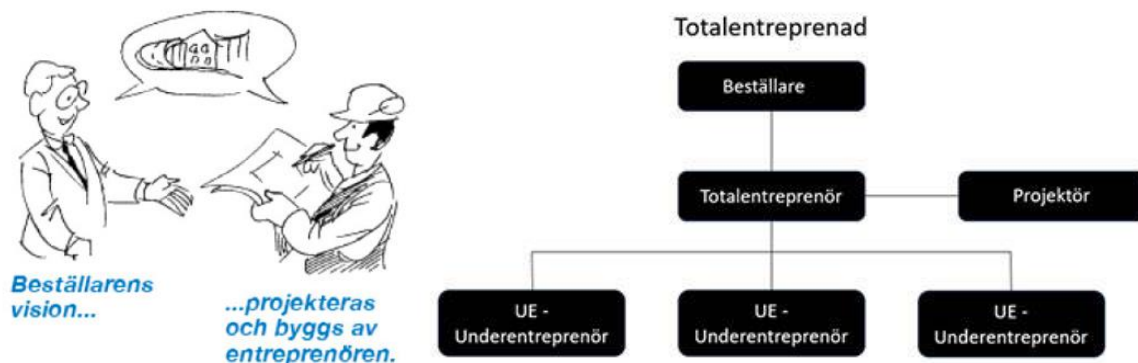 Beställarens
vision...
...projekteras
och byggs av
entreprenören.
Totalentreprenad
Beställare
Totalentreprenör
Projektör
UE -
Underentreprenör
UE -
Underentreprenör
UE -
Underentreprenör